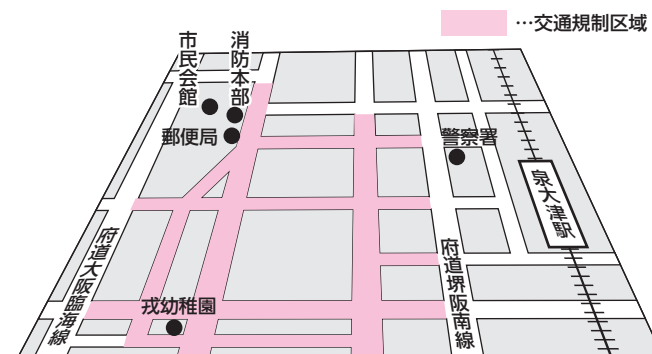 …交通規制区域
市民会館
消防本部
郵便局
警察署
泉大津駅
府道大阪臨海線
府道堺阪南線
戎幼稚園